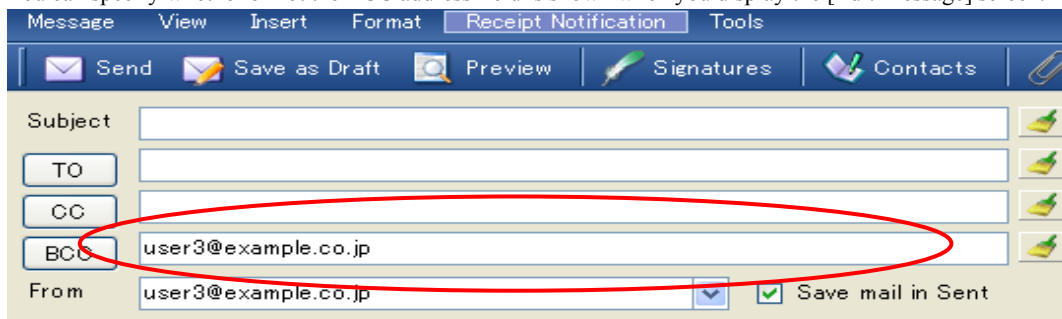 Message View Insert Format Receipt Notification Tools
Send Save as Draft Preview Signatures Contacts
Subject
TO
CC
BCC user3@example.co.jp
From user3@example.co.jp Save mail in Sent